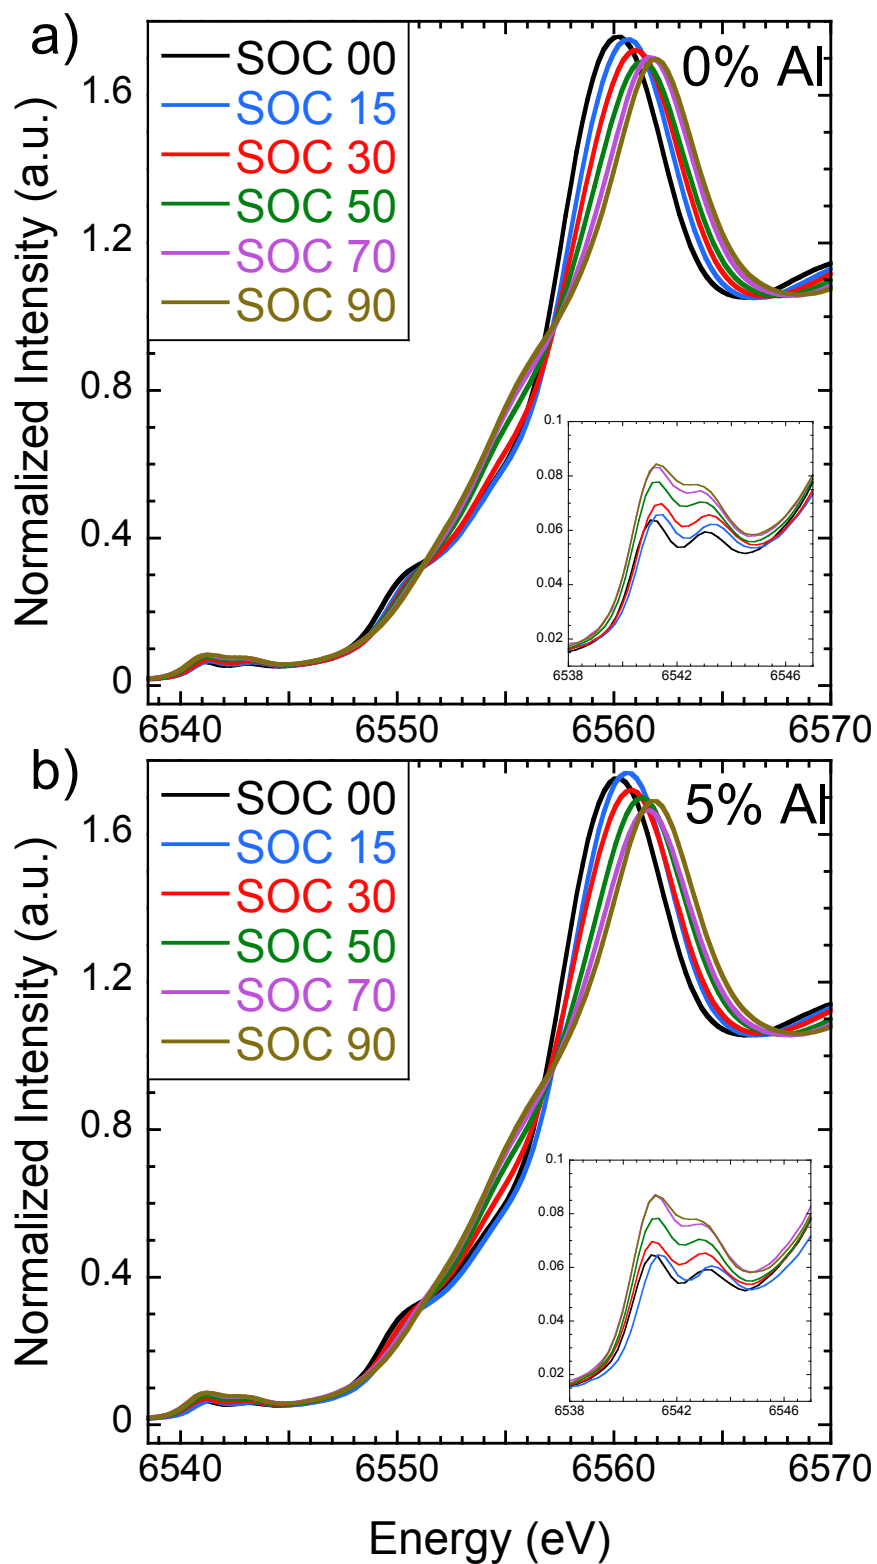 a)
0% Al
SOC 00
SOC 15
SOC 30
SOC 50
SOC 70
SOC 90
Normalized Intensity (a.u.)
1.6
1.2
0.8
0.4
0
0.1
0.08
0.06
0.04
0.02
6538
6542
6546
6540
6550
6560
6570
b)
5% Al
SOC 00
SOC 15
SOC 30
SOC 50
SOC 70
SOC 90
Normalized Intensity (a.u.)
1.6
1.2
0.8
0.4
0
0.1
0.08
0.06
0.04
0.02
6538
6542
6546
6540
6550
6560
6570
Energy (eV)